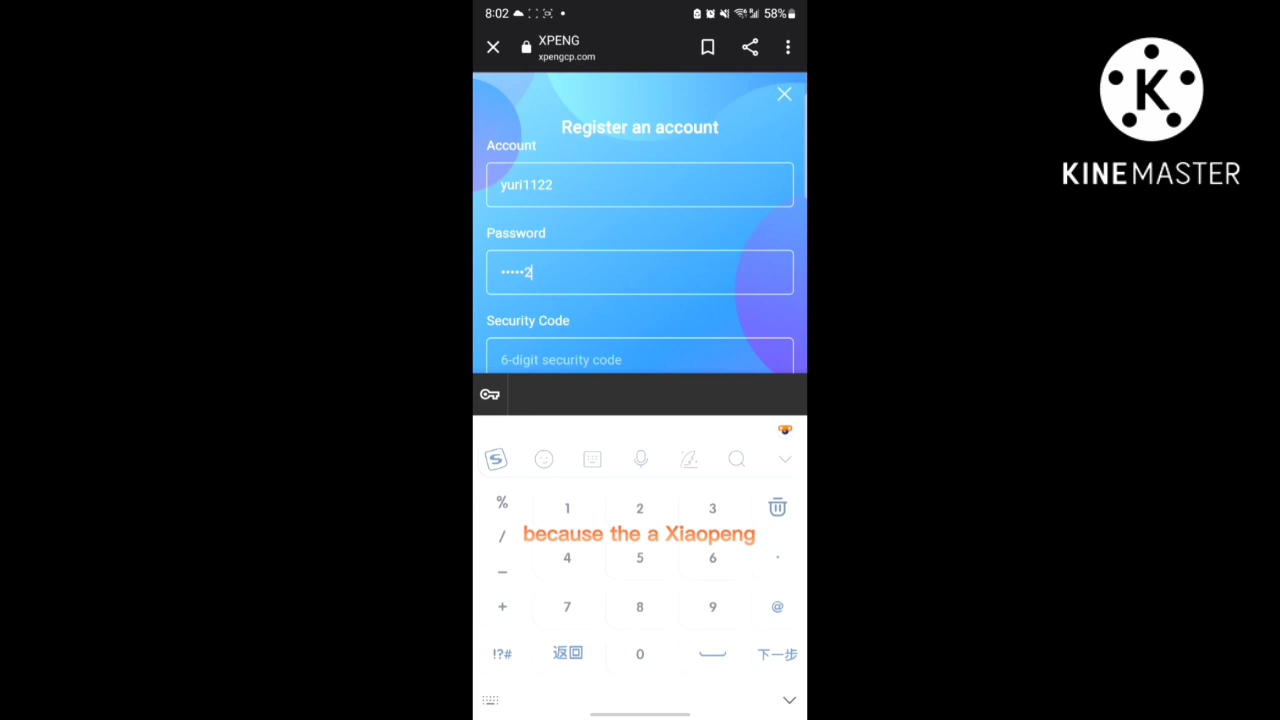 8:02 58%
XPENG
xpengcp.com
Register an account
Account
yuri1122
Password
•••••2
Security Code
6-digit security code
% 1 2 3
because the a Xiaopeng
/ 4 5 6 .
–
+ 7 8 9 @
!?# 返回 0 下一步
K
KINEMASTER